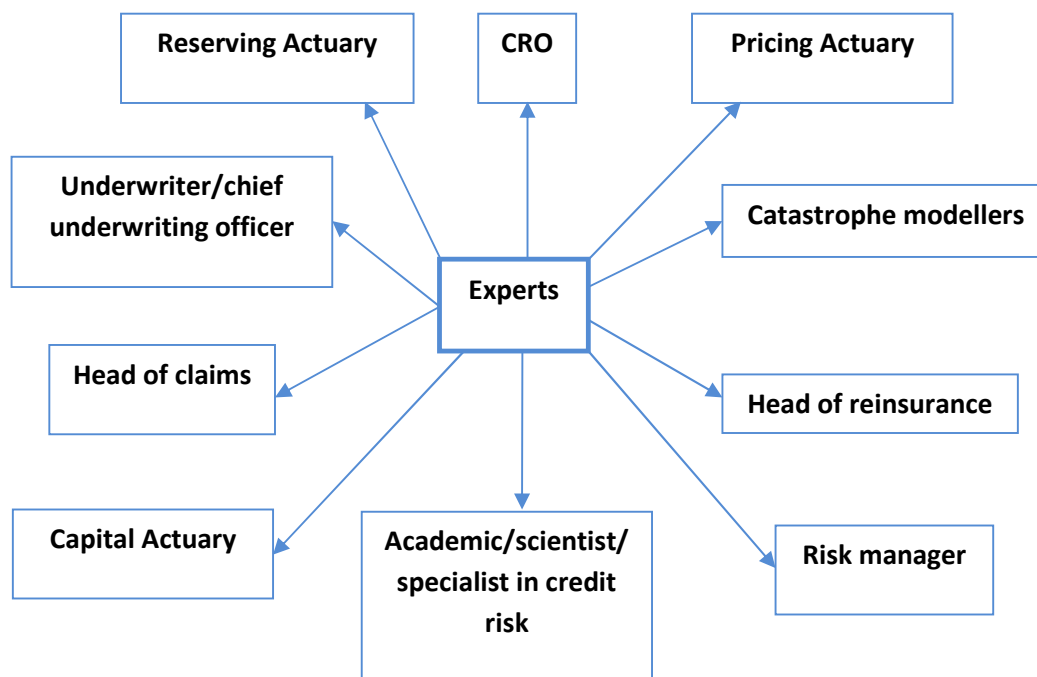 Reserving Actuary
CRO
Pricing Actuary
Underwriter/chief
underwriting officer
Catastrophe modellers
Experts
Head of claims
Head of reinsurance
Capital Actuary
Academic/scientist/
specialist in credit
risk
Risk manager